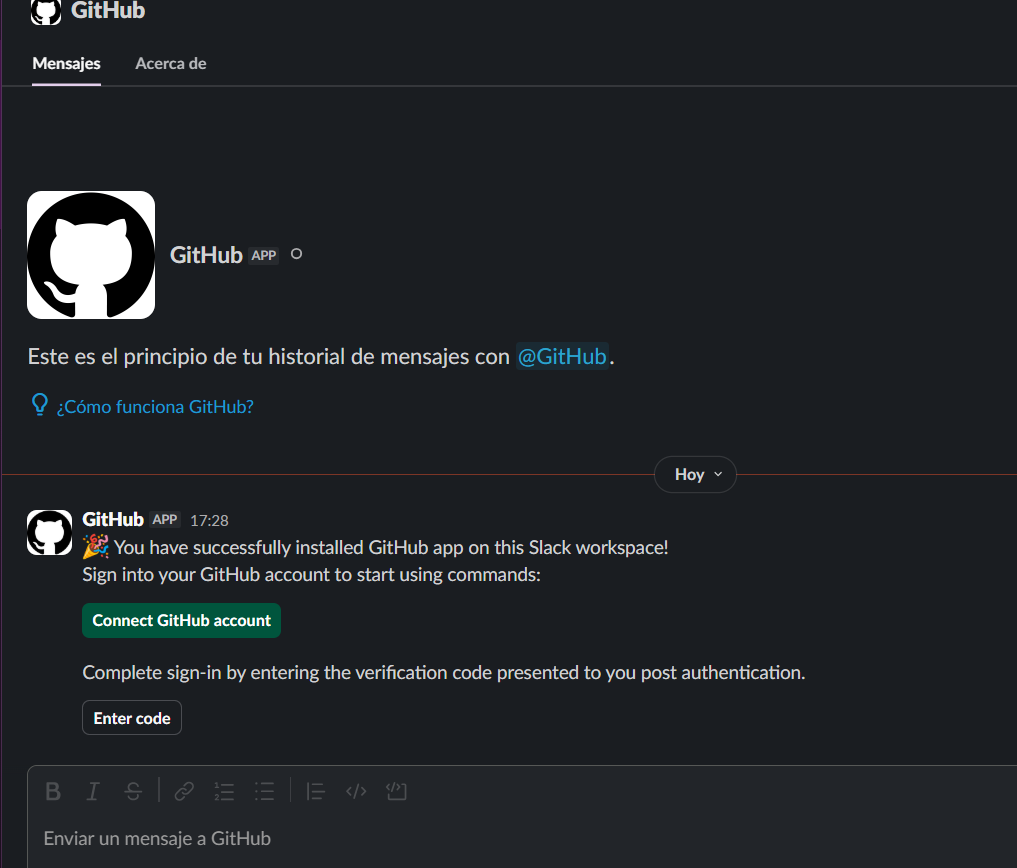 GitHub
Mensajes Acerca de
GitHub APP
Este es el principio de tu historial de mensajes con @GitHub.
¿Cómo funciona GitHub?
Hoy
GitHub APP 17:28
🎉 You have successfully installed GitHub app on this Slack workspace!
Sign into your GitHub account to start using commands:
Connect GitHub account
Complete sign-in by entering the verification code presented to you post authentication.
Enter code
Enviar un mensaje a GitHub